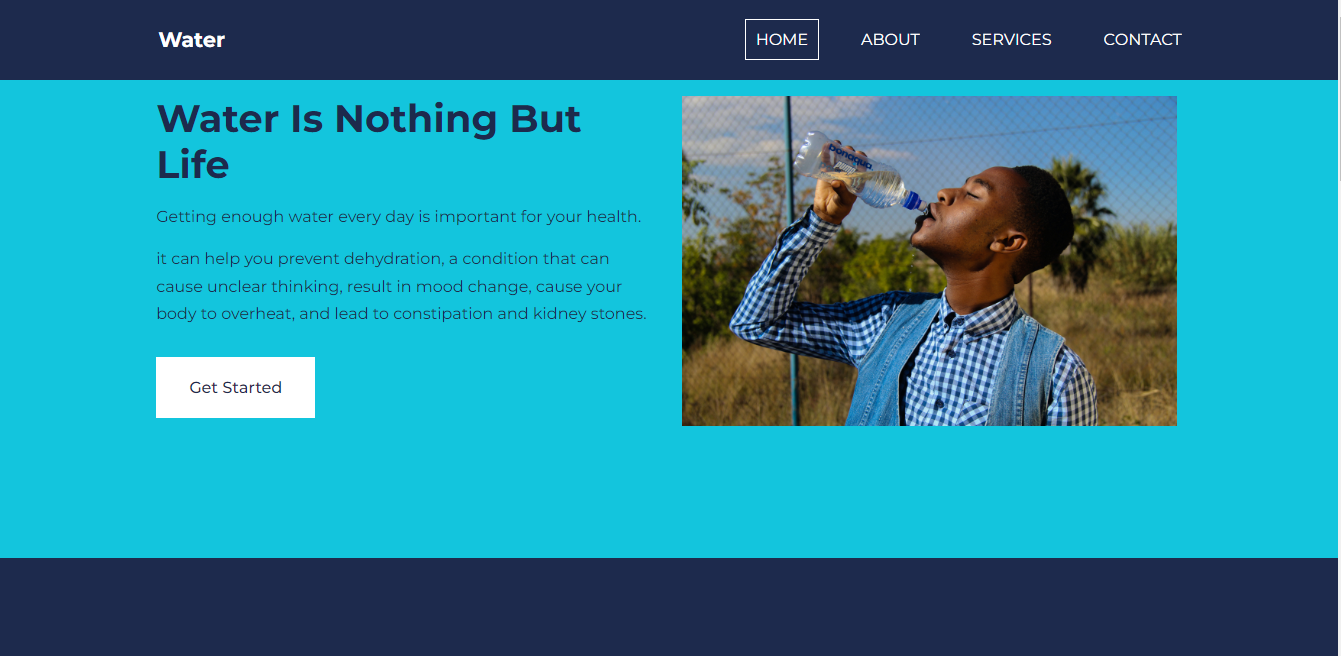 Water
HOME ABOUT SERVICES CONTACT
Water Is Nothing But
Life
Getting enough water every day is important for your health.
it can help you prevent dehydration, a condition that can
cause unclear thinking, result in mood change, cause your
body to overheat, and lead to constipation and kidney stones.
Get Started
bonaqua